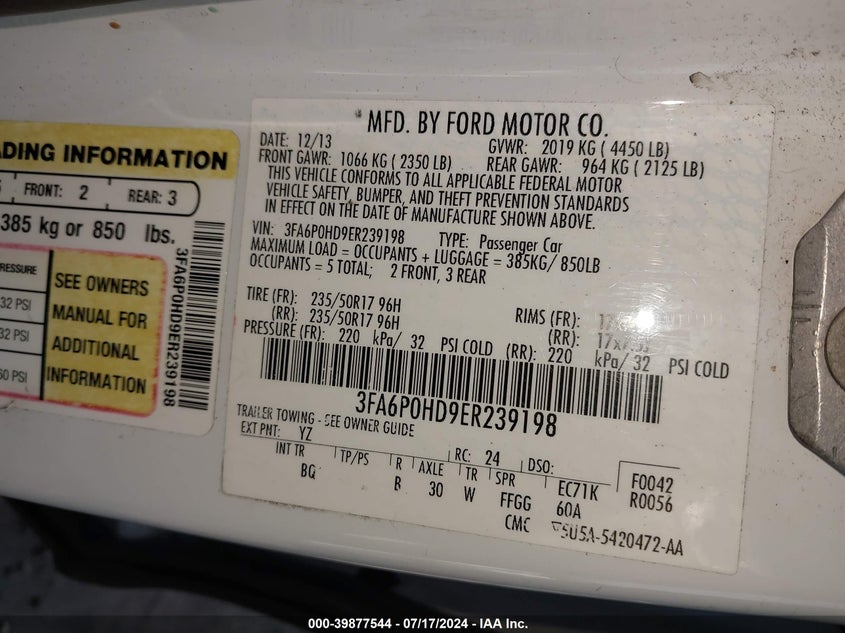 ADING INFORMATION
FRONT: 2 REAR: 3
385 kg or 850 lbs.
PRESSURE
32 PSI
32 PSI
60 PSI
SEE OWNERS
MANUAL FOR
ADDITIONAL
INFORMATION
3FA6P0HD9ER239198
MFD. BY FORD MOTOR CO.
DATE: 12/13 GVWR: 2019 KG ( 4450 LB)
FRONT GAWR: 1066 KG ( 2350 LB) REAR GAWR: 964 KG ( 2125 LB)
THIS VEHICLE CONFORMS TO ALL APPLICABLE FEDERAL MOTOR
VEHICLE SAFETY, BUMPER, AND THEFT PREVENTION STANDARDS
IN EFFECT ON THE DATE OF MANUFACTURE SHOWN ABOVE.
VIN: 3FA6P0HD9ER239198 TYPE: Passenger Car
MAXIMUM LOAD = OCCUPANTS + LUGGAGE = 385KG/ 850LB
OCCUPANTS = 5 TOTAL; 2 FRONT, 3 REAR
TIRE (FR): 235/50R17 96H RIMS (FR):
(RR): 235/50R17 96H (RR):
PRESSURE (FR): 220 kPa/ 32 PSI COLD (RR): 220 kPa/ 32 PSI COLD
3FA6P0HD9ER239198
TRAILER TOWING - SEE OWNER GUIDE
EXT PNT: YZ RC: 24 DSO:
INT TR TP/PS R AXLE TR SPR EC71K F0042
BQ B 30 W FFGG 60A R0056
CMC 5U5A-5420472-AA
000-39877544 / 07/17/2024 - IAA Inc.